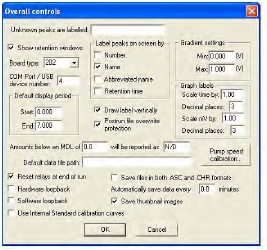 Overall controls
Unknown peaks are labelled:
Show retention windows
Board type: 202
COM Port / USB
device number: 4
Default display period
Start: 0.000
End: 7.000
Label peaks on screen by
Number
Name
Abbreviated name
Retention time
Draw label vertically
Postrun file overwrite
protection
Gradient settings
Min: 0.000 (V)
Max: 1.000 (V)
Graph labels
Scale time by: 1.00
Decimal places: 3
Scale mV by: 1.00
Decimal places: 3
Amounts below an MDL of 0.0 will be reported as N/D
Default data file path:
Pump speed
calibration..
Reset relays at end of run
Hardware loopback
Software loopback
Use Internal Standard calibration curves
Save files in both .ASC and .CHR formats
Automatically save data every 0.0 minutes
Save thumbnail images
OK
Cancel